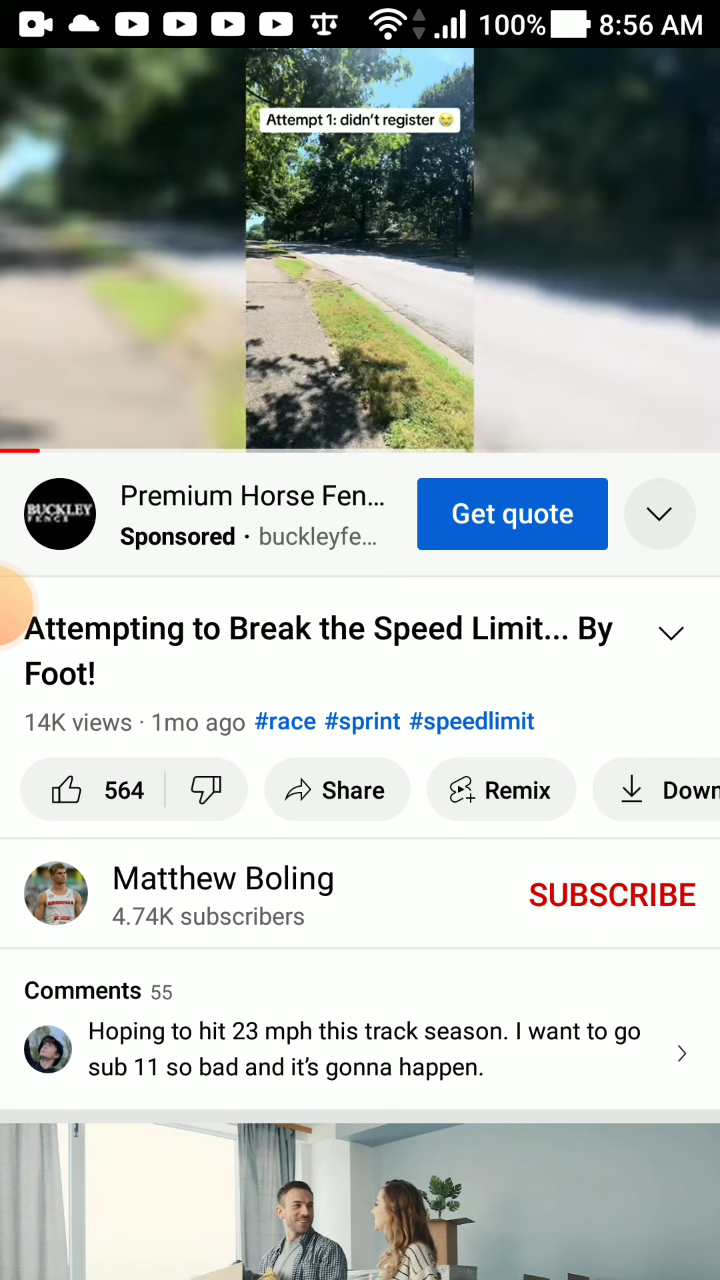 100% 8:56 AM
Attempt 1: didn't register 😭
BUCKLEY
FENCE
Premium Horse Fen...
Get quote
Sponsored · buckleyfe...
Attempting to Break the Speed Limit... By
Foot!
14K views · 1mo ago #race #sprint #speedlimit
564 Share Remix Down
Matthew Boling
SUBSCRIBE
4.74K subscribers
Comments 55
Hoping to hit 23 mph this track season. I want to go
sub 11 so bad and it's gonna happen.